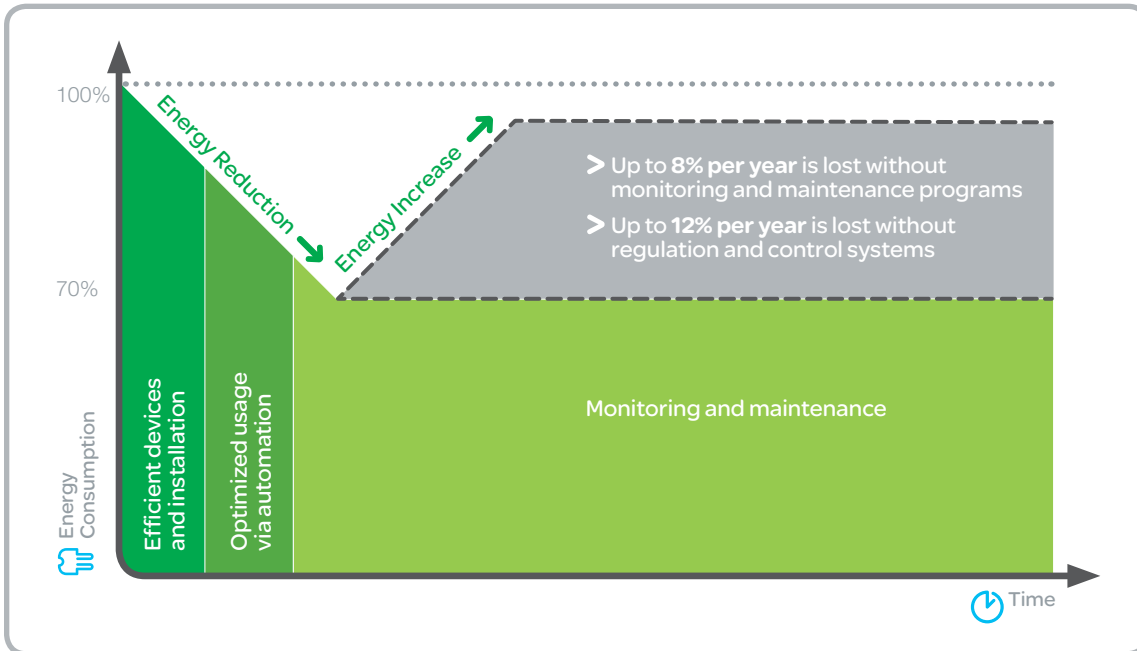 100%
Energy Reduction
Energy Increase
> Up to 8% per year is lost without
monitoring and maintenance programs
> Up to 12% per year is lost without
regulation and control systems
70%
Efficient devices
and installation
Optimized usage
via automation
Monitoring and maintenance
Energy
Consumption
Time